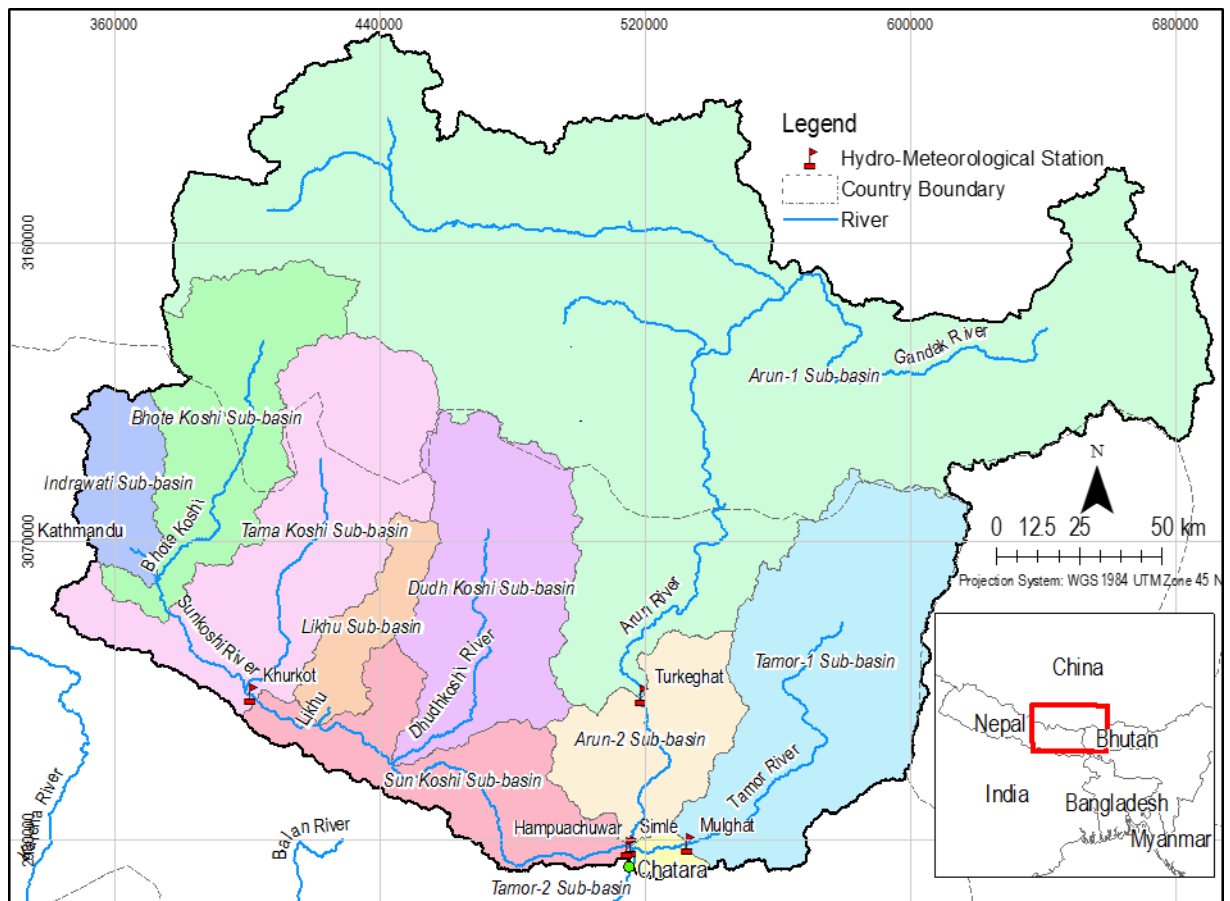 360000
440000
520000
600000
680000
Legend
Hydro-Meteorological Station
Country Boundary
River
3160000
Gandak River
Arun-1 Sub-basin
Bhote Koshi Sub-basin
Indrawati Sub-basin
N
Kathmandu
Bhote Koshi
Tama Koshi Sub-basin
3070000
0 12.5 25 50 km
Projection System: WGS 1984 UTM Zone 45 N
Dudh Koshi Sub-basin
Arun River
Sunkoshi River
Likhu Sub-basin
Tamor-1 Sub-basin
Khurkot
Turkeghat
Likhu
Dhudhkoshi River
Arun-2 Sub-basin
Sun Koshi Sub-basin
Tamor River
China
Nepal
Bhutan
India
Bangladesh
Myanmar
River
Balan River
Hampuachuwar
Simle
Mulghat
Chatara
Tamor-2 Sub-basin